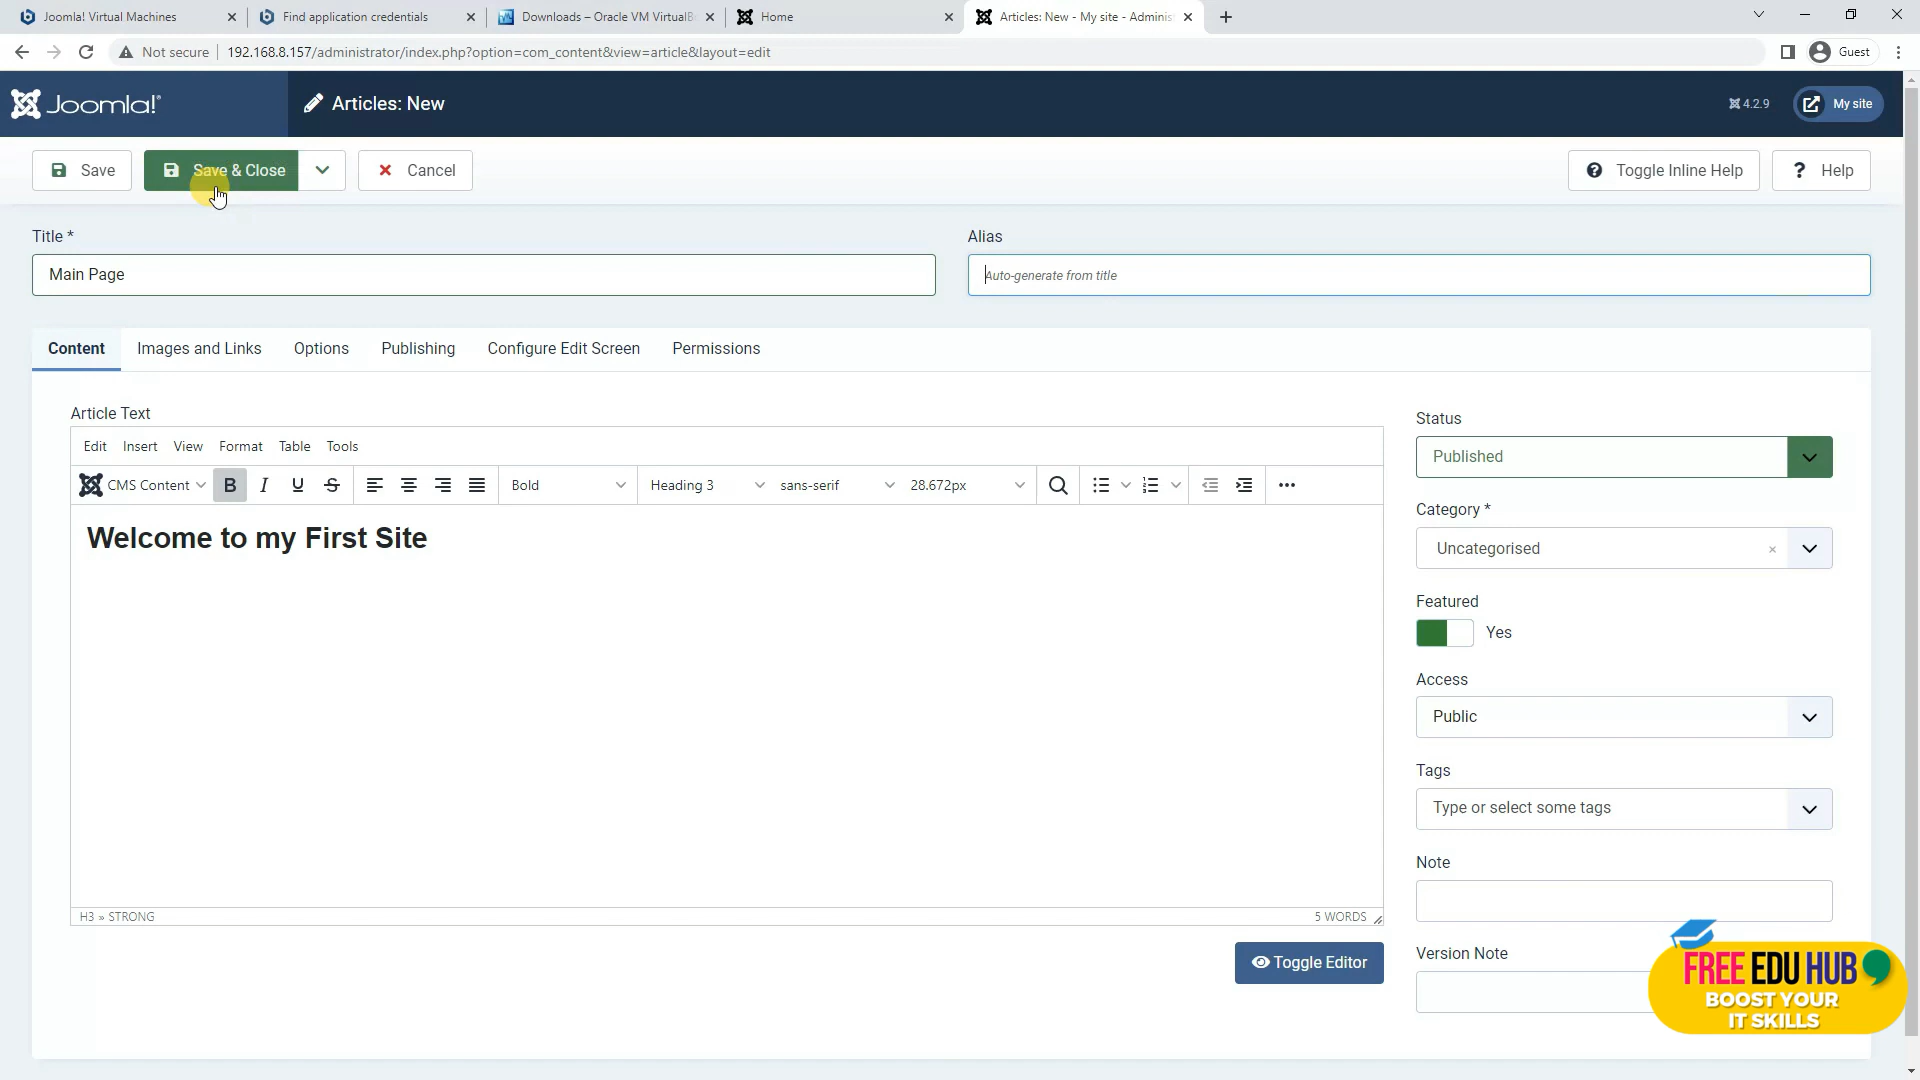 Joomla! Virtual Machines
Find application credentials
Downloads – Oracle VM VirtualB
Home
Articles: New - My site - Adminis
Not secure
192.168.8.157/administrator/index.php?option=com_content&view=article&layout=edit
Guest
Joomla!®
Articles: New
4.2.9
My site
Save
Save & Close
Cancel
Toggle Inline Help
? Help
Title *
Alias
Main Page
Auto-generate from title
Content
Images and Links
Options
Publishing
Configure Edit Screen
Permissions
Article Text
Edit
Insert
View
Format
Table
Tools
CMS Content
B
I
U
S
Bold
Heading 3
sans-serif
28.672px
Welcome to my First Site
H3 » STRONG
5 WORDS
Toggle Editor
Status
Published
Category *
Uncategorised
×
Featured
Yes
Access
Public
Tags
Type or select some tags
Note
Version Note
FREE EDU HUB
BOOST YOUR
IT SKILLS